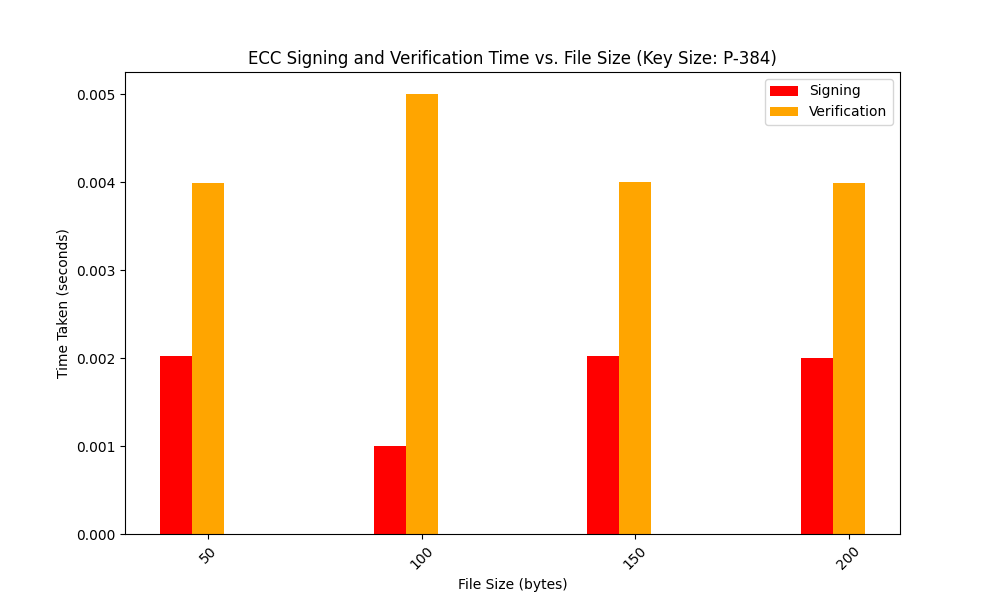 ECC Signing and Verification Time vs. File Size (Key Size: P-384)
Signing
Verification
Time Taken (seconds)
0.005
0.004
0.003
0.002
0.001
0.000
50
100
150
200
File Size (bytes)